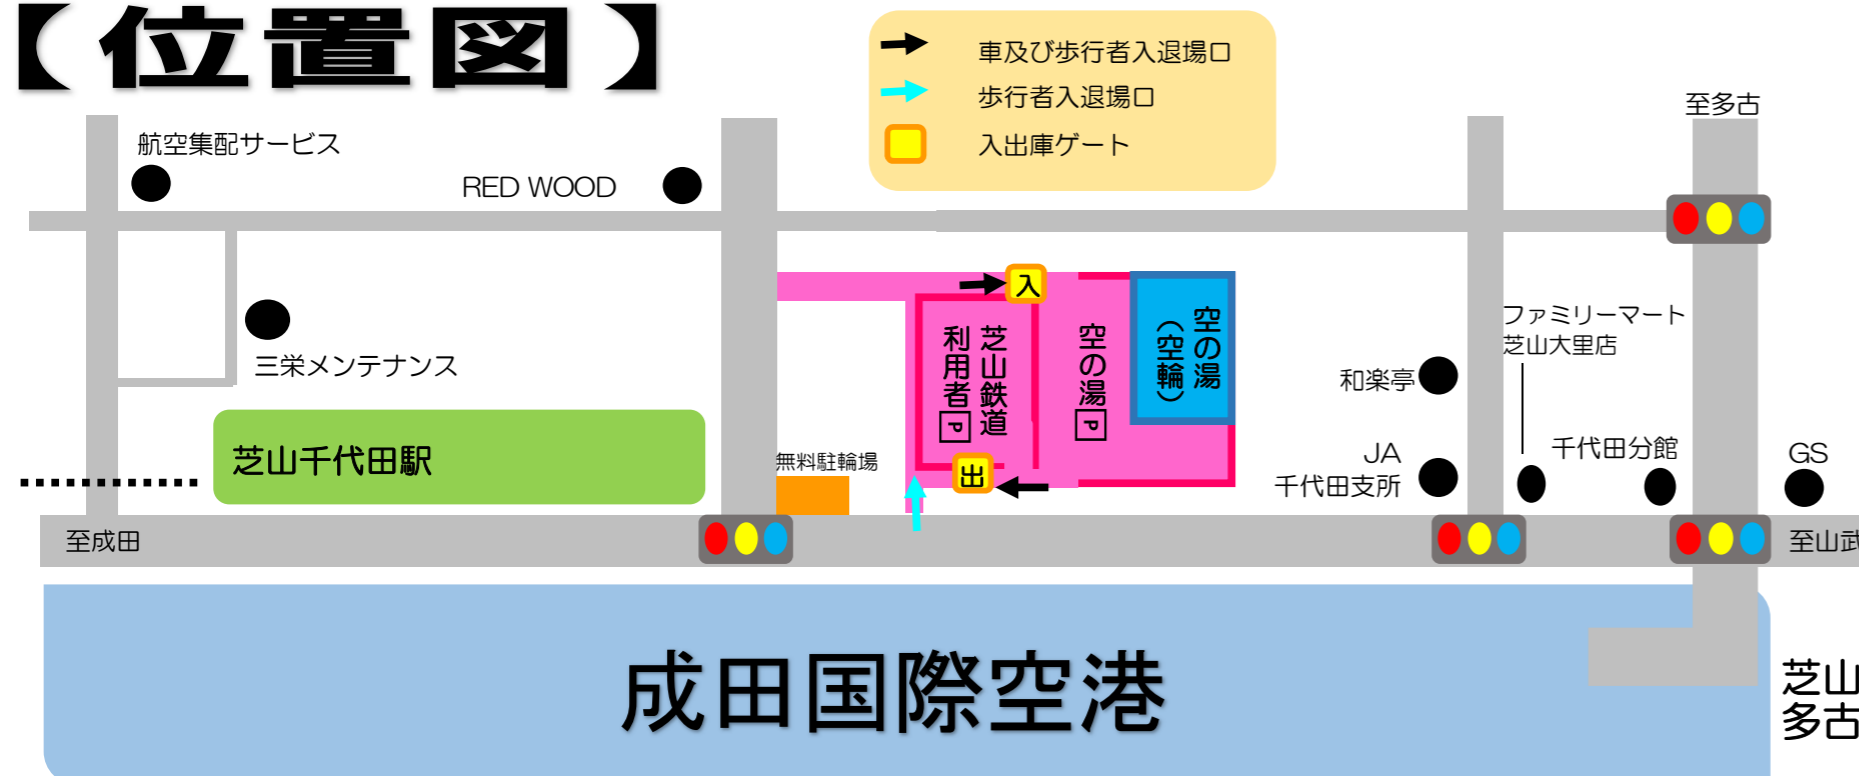 【位置図】
車及び歩行者入退場口
歩行者入退場口
入出庫ゲート
至多古
航空集配サービス
RED WOOD
三栄メンテナンス
芝山千代田駅
至成田
無料駐輪場
入
芝山鉄道
利用者P
出
空の湯P
空の湯
(空輪)
和楽亭
JA
千代田支所
ファミリーマート
芝山大里店
千代田分館
GS
至山武
成田国際空港
芝山
多古